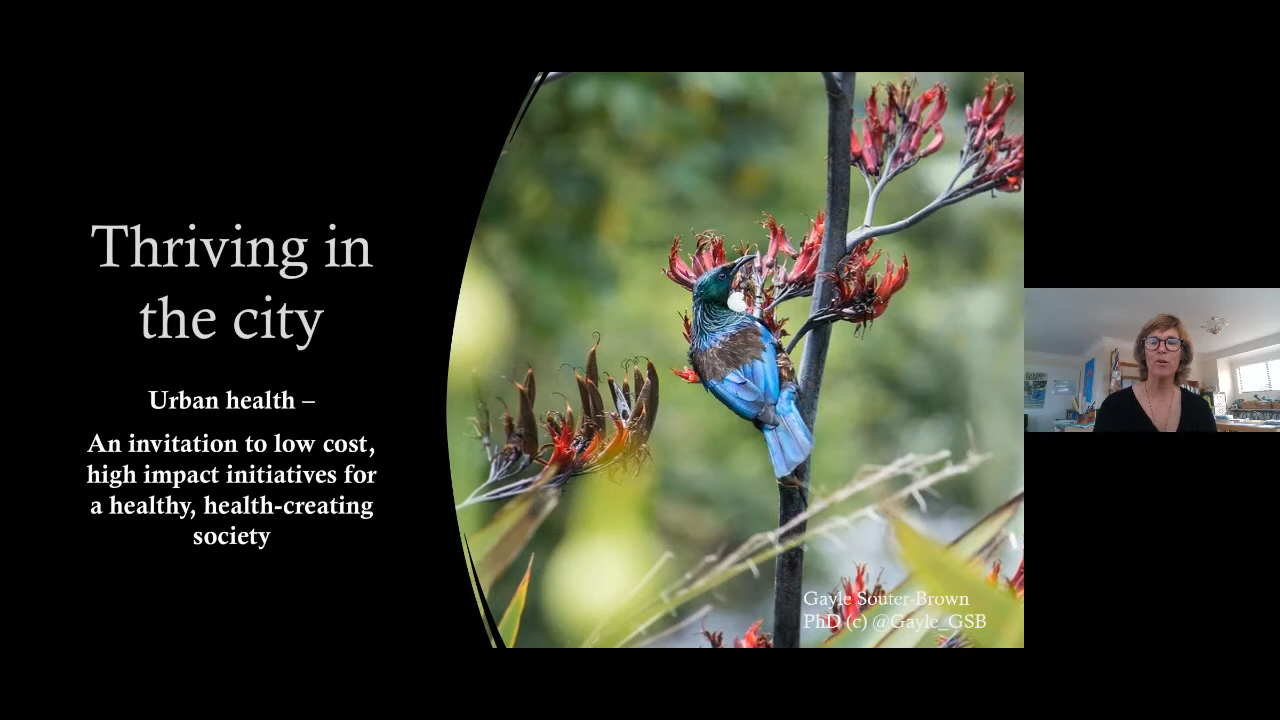 Thriving in
the city
Urban health –
An invitation to low cost,
high impact initiatives for
a healthy, health-creating
society
Gayle Souter-Brown
PhD (c) @Gayle_GSB